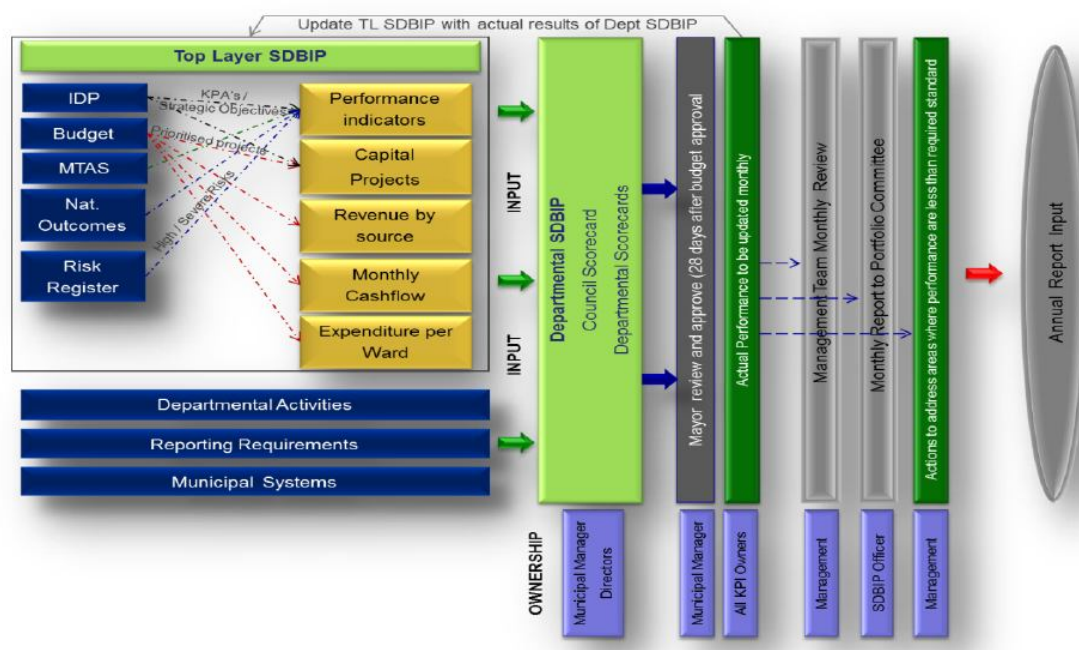 Update TL SDBIP with actual results of Dept SDBIP
Top Layer SDBIP
IDP
Budget
MTAS
Nat.
Outcomes
Risk
Register
KPA's /
Strategic Objectives
Prioritised projects
High / Severe Risks
Performance
indicators
Capital
Projects
Revenue by
source
Monthly
Cashflow
Expenditure per
Ward
Departmental Activities
Reporting Requirements
Municipal Systems
INPUT
INPUT
Departmental SDBIP
Council Scorecard
Departmental Scorecards
Mayor review and approve (28 days after budget approval
Actual Performance to be updated monthly
Management Team Monthly Review
Monthly Report to Portfolio Committee
Actions to address areas where performance are less than required standard
Annual Report Input
OWNERSHIP
Municipal Manager
Directors
Municipal Manager
All KPI Owners
Management
SDBIP Officer
Management